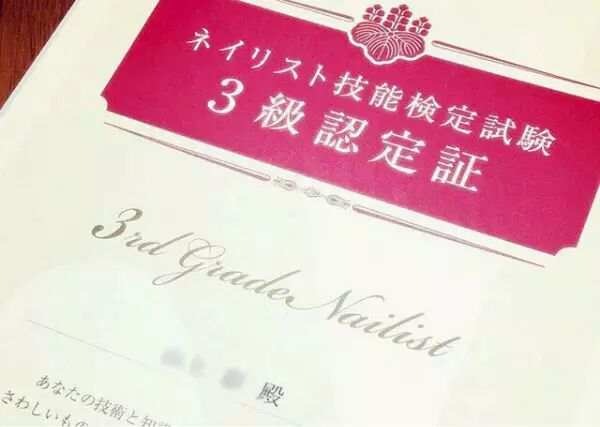 ネイリスト技能検定試験
3級認定証
3rd Grade Nailist
殿
あなたの技術と知
さわしいもの